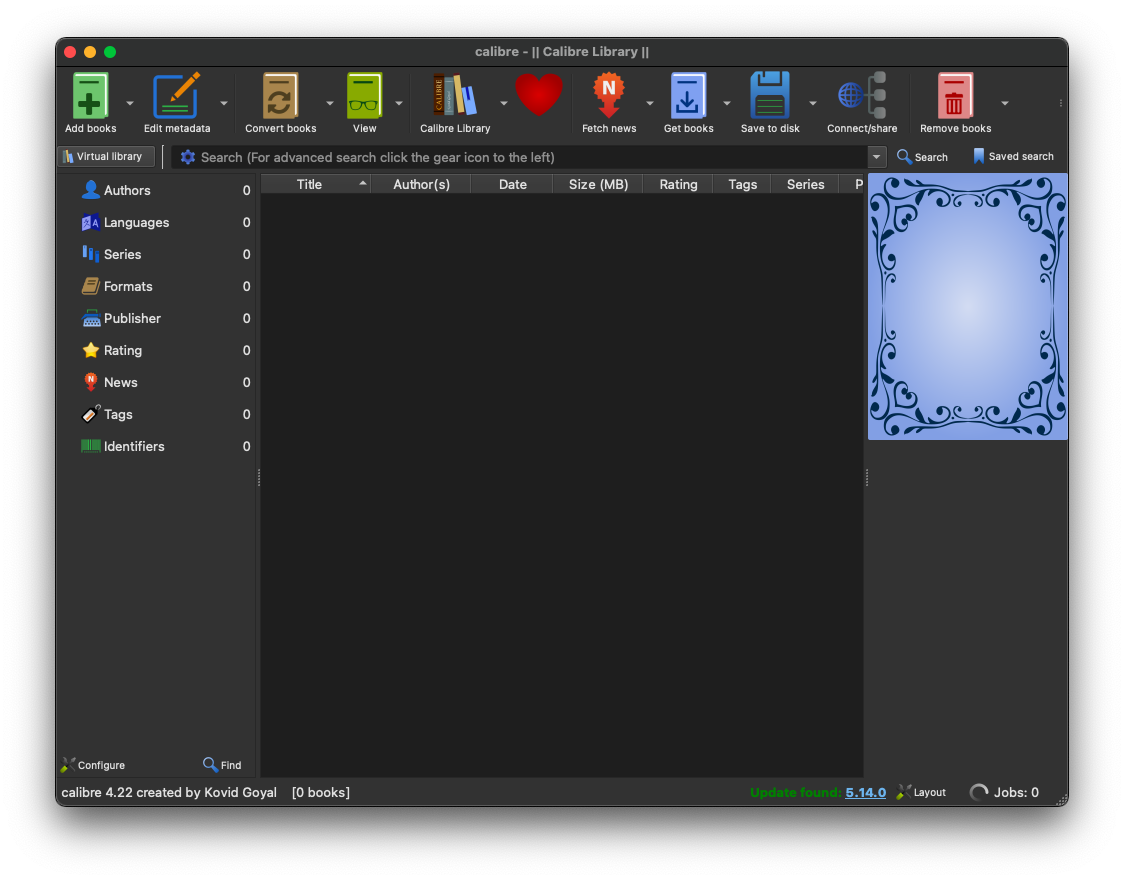 calibre - || Calibre Library ||
Add books
Edit metadata
Convert books
View
CALIBRE
Calibre Library
N
Fetch news
Get books
Save to disk
Connect/share
Remove books
Virtual library
Search (For advanced search click the gear icon to the left)
Search
Saved search
Authors 0
Languages 0
Series 0
Formats 0
Publisher 0
Rating 0
News 0
Tags 0
Identifiers 0
Title Author(s) Date Size (MB) Rating Tags Series P
Configure
Find
calibre 4.22 created by Kovid Goyal [0 books]
Update found: 5.14.0
Layout
Jobs: 0